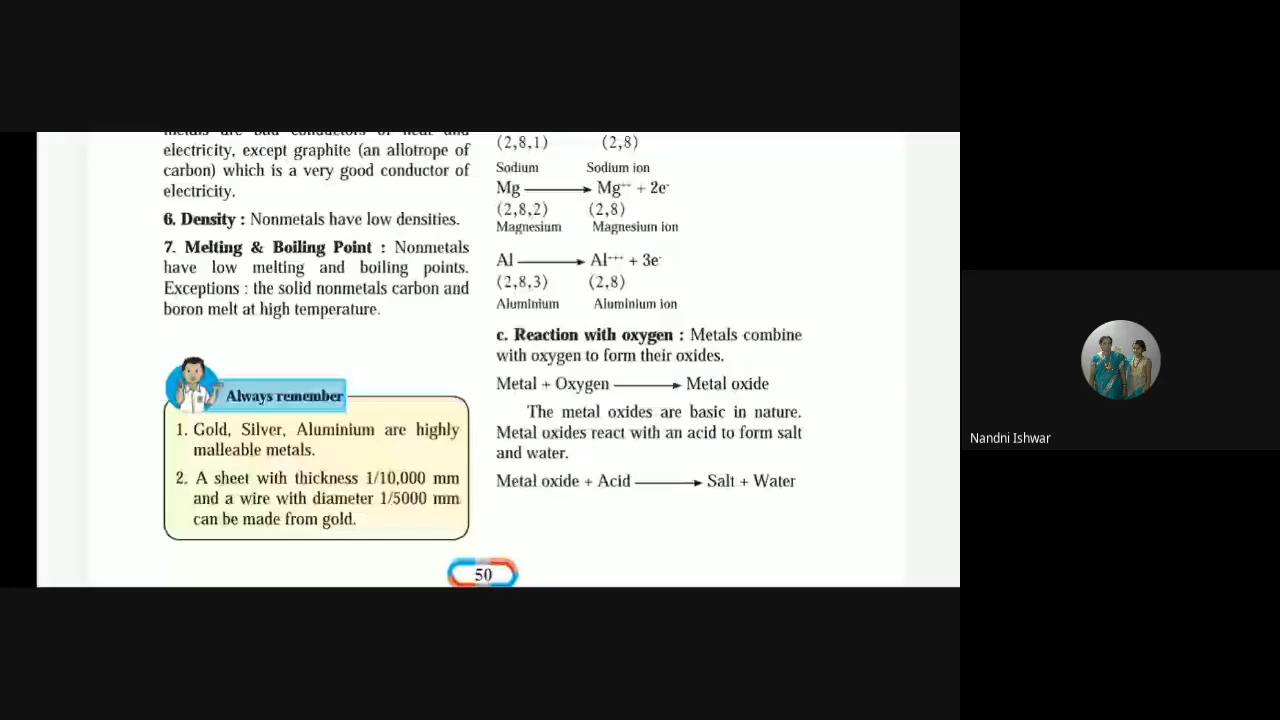 metals are bad conductors of heat and
electricity, except graphite (an allotrope of
carbon) which is a very good conductor of
electricity.
6. Density : Nonmetals have low densities.
7. Melting & Boiling Point : Nonmetals
have low melting and boiling points.
Exceptions : the solid nonmetals carbon and
boron melt at high temperature.
Always remember
1. Gold, Silver, Aluminium are highly
malleable metals.
2. A sheet with thickness 1/10,000 mm
and a wire with diameter 1/5000 mm
can be made from gold.
(2,8,1) (2,8)
Sodium Sodium ion
Mg ⟶ Mg⁺⁺ + 2e⁻
(2,8,2) (2,8)
Magnesium Magnesium ion
Al ⟶ Al⁺⁺⁺ + 3e⁻
(2,8,3) (2,8)
Aluminium Aluminium ion
c. Reaction with oxygen : Metals combine
with oxygen to form their oxides.
Metal + Oxygen ⟶ Metal oxide
The metal oxides are basic in nature.
Metal oxides react with an acid to form salt
and water.
Metal oxide + Acid ⟶ Salt + Water
50
Nandni Ishwar